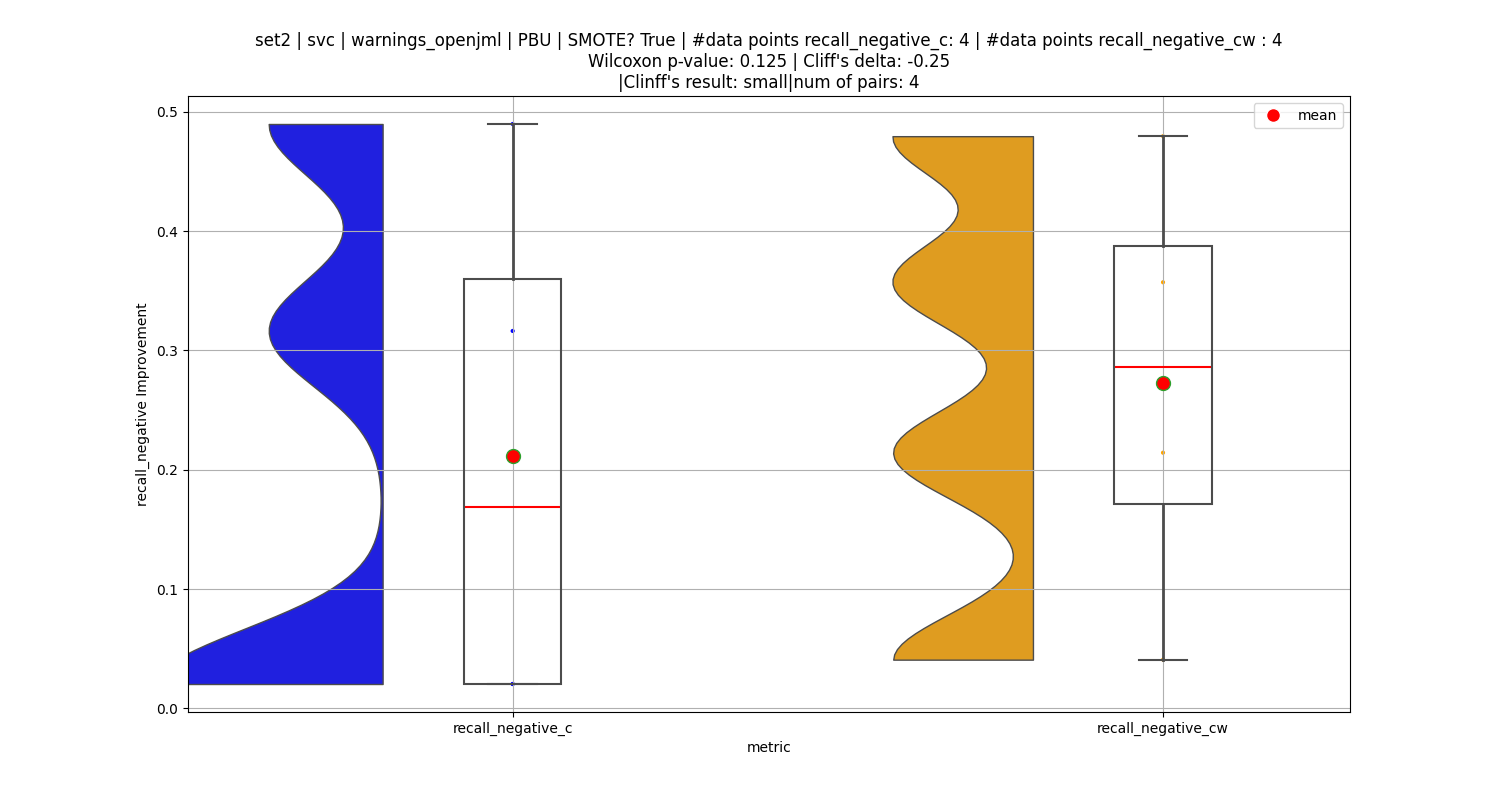 set2 | svc | warnings_openjml | PBU | SMOTE? True | #data points recall_negative_c: 4 | #data points recall_negative_cw : 4
Wilcoxon p-value: 0.125 | Cliff's delta: -0.25
|Clinff's result: small|num of pairs: 4
mean
0.5
0.4
0.3
0.2
0.1
0.0
recall_negative Improvement
recall_negative_c
recall_negative_cw
metric